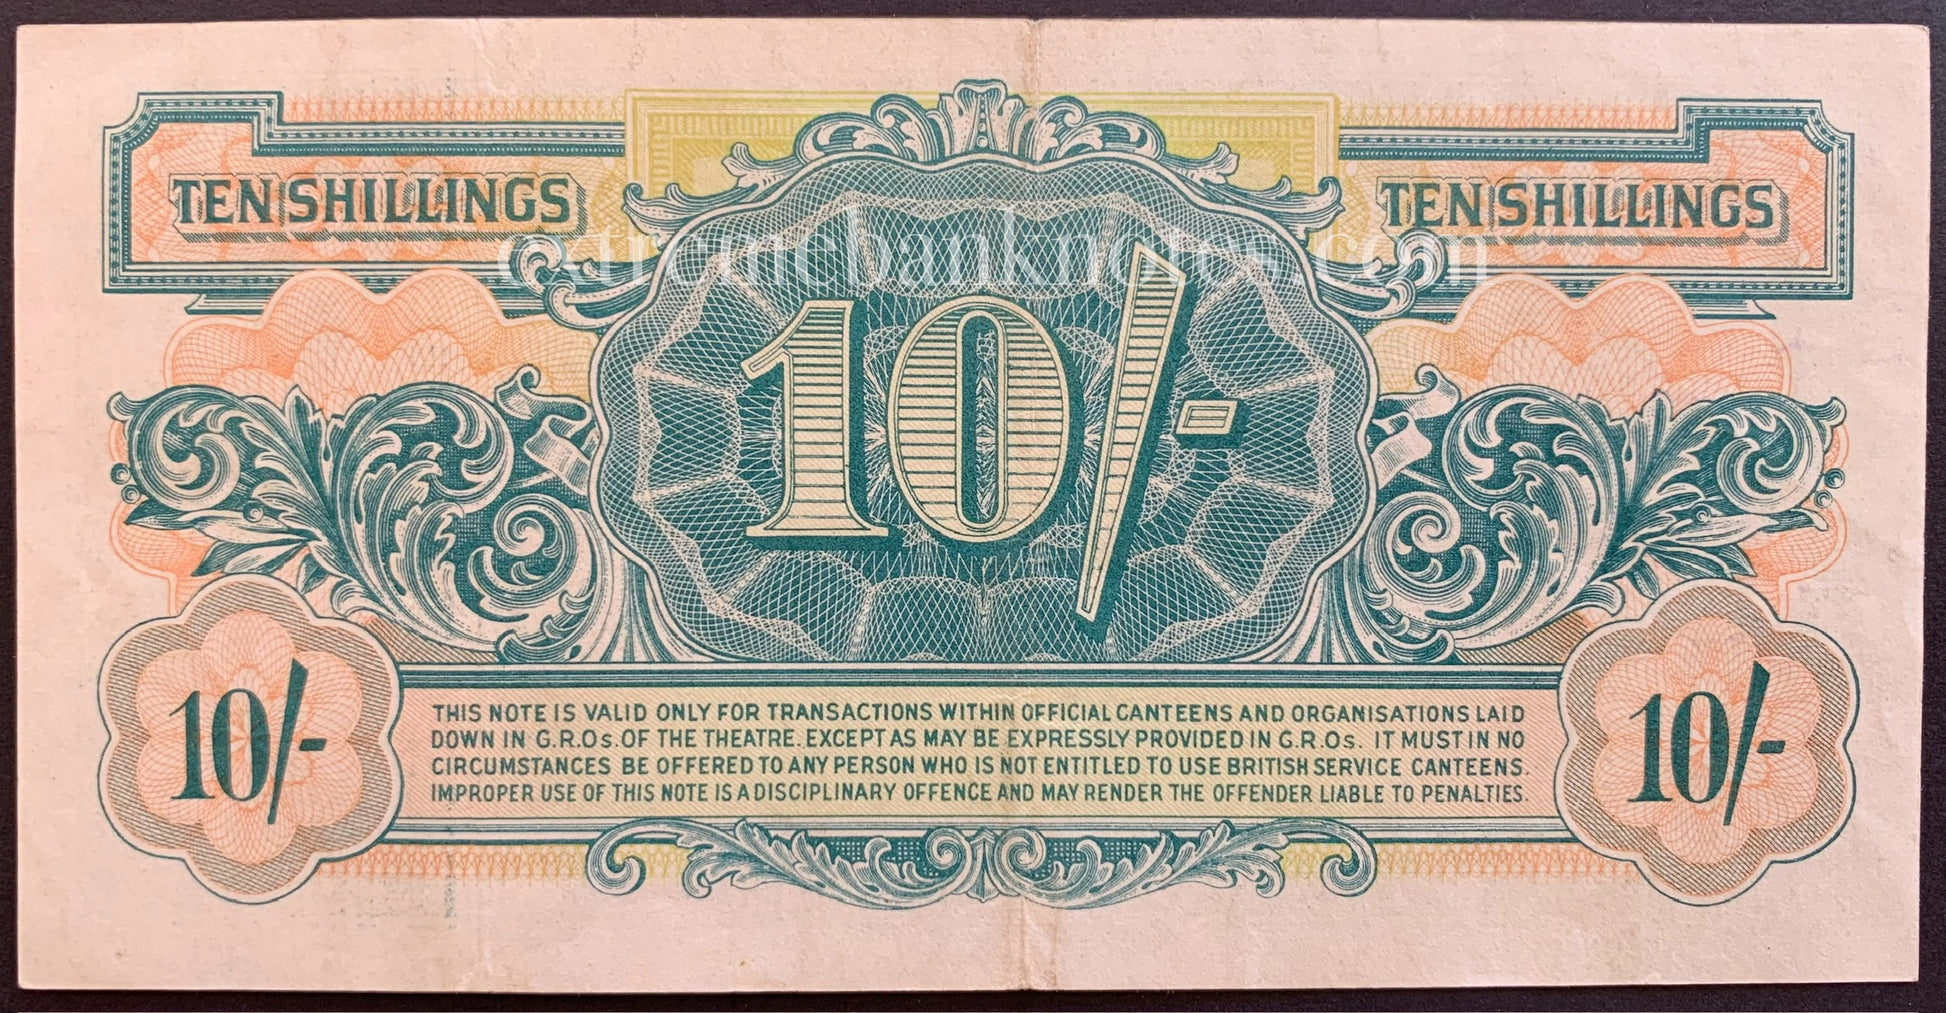 TEN SHILLINGS
TEN SHILLINGS
extremebanknotes.com
10/-
10/-
10/-
THIS NOTE IS VALID ONLY FOR TRANSACTIONS WITHIN OFFICIAL CANTEENS AND ORGANISATIONS LAID
DOWN IN G.R.Os. OF THE THEATRE. EXCEPT AS MAY BE EXPRESSLY PROVIDED IN G.R.Os. IT MUST IN NO
CIRCUMSTANCES BE OFFERED TO ANY PERSON WHO IS NOT ENTITLED TO USE BRITISH SERVICE CANTEENS.
IMPROPER USE OF THIS NOTE IS A DISCIPLINARY OFFENCE AND MAY RENDER THE OFFENDER LIABLE TO PENALTIES.